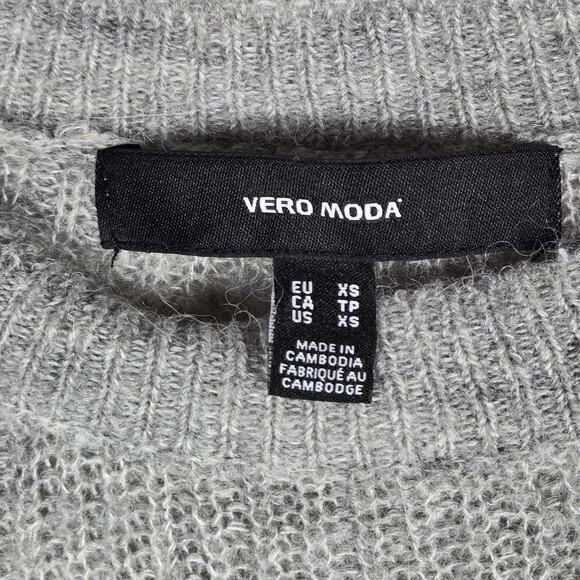 VERO MODA
EU XS
CA TP
US XS
MADE IN
CAMBODIA
FABRIQUÉ AU
CAMBODGE